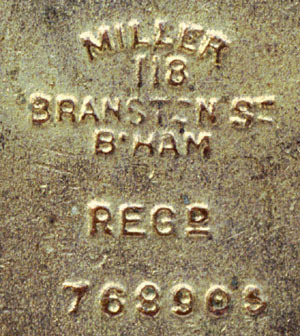 MILLER
118
BRANSTON ST
B'HAM
REGD
768909